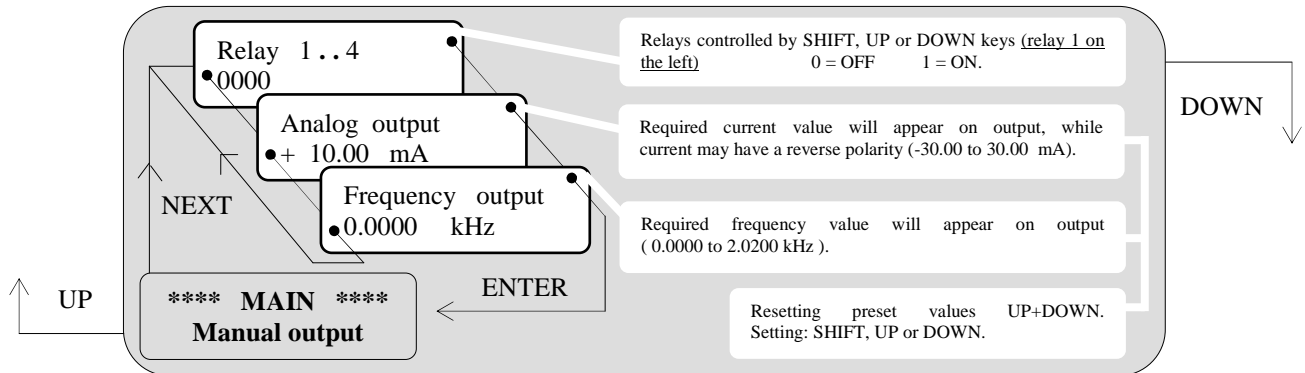 Relay 1 . . 4
0000
Relays controlled by SHIFT, UP or DOWN keys (relay 1 on
the left) 0 = OFF 1 = ON.
DOWN
Analog output
+ 10.00 mA
Required current value will appear on output, while
current may have a reverse polarity (-30.00 to 30.00 mA).
NEXT
Frequency output
0.0000 kHz
Required frequency value will appear on output
( 0.0000 to 2.0200 kHz ).
UP
**** MAIN ****
Manual output
ENTER
Resetting preset values UP+DOWN.
Setting: SHIFT, UP or DOWN.